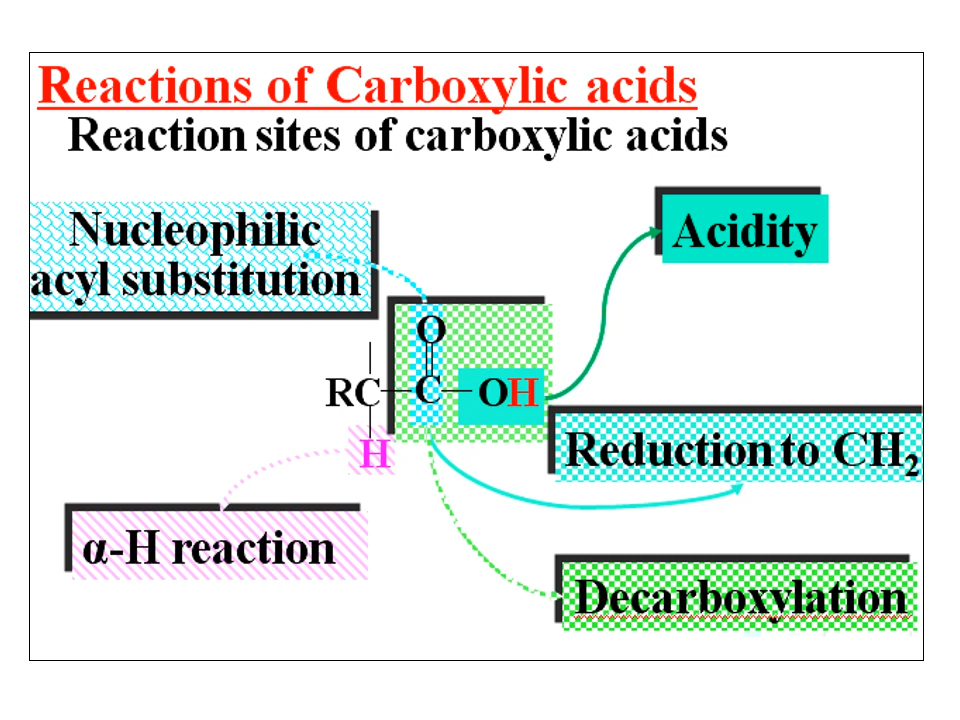 Reactions of Carboxylic acids
Reaction sites of carboxylic acids
Nucleophilic
acyl substitution
Acidity
O
RC C OH
H
Reduction to CH₂
α-H reaction
Decarboxylation